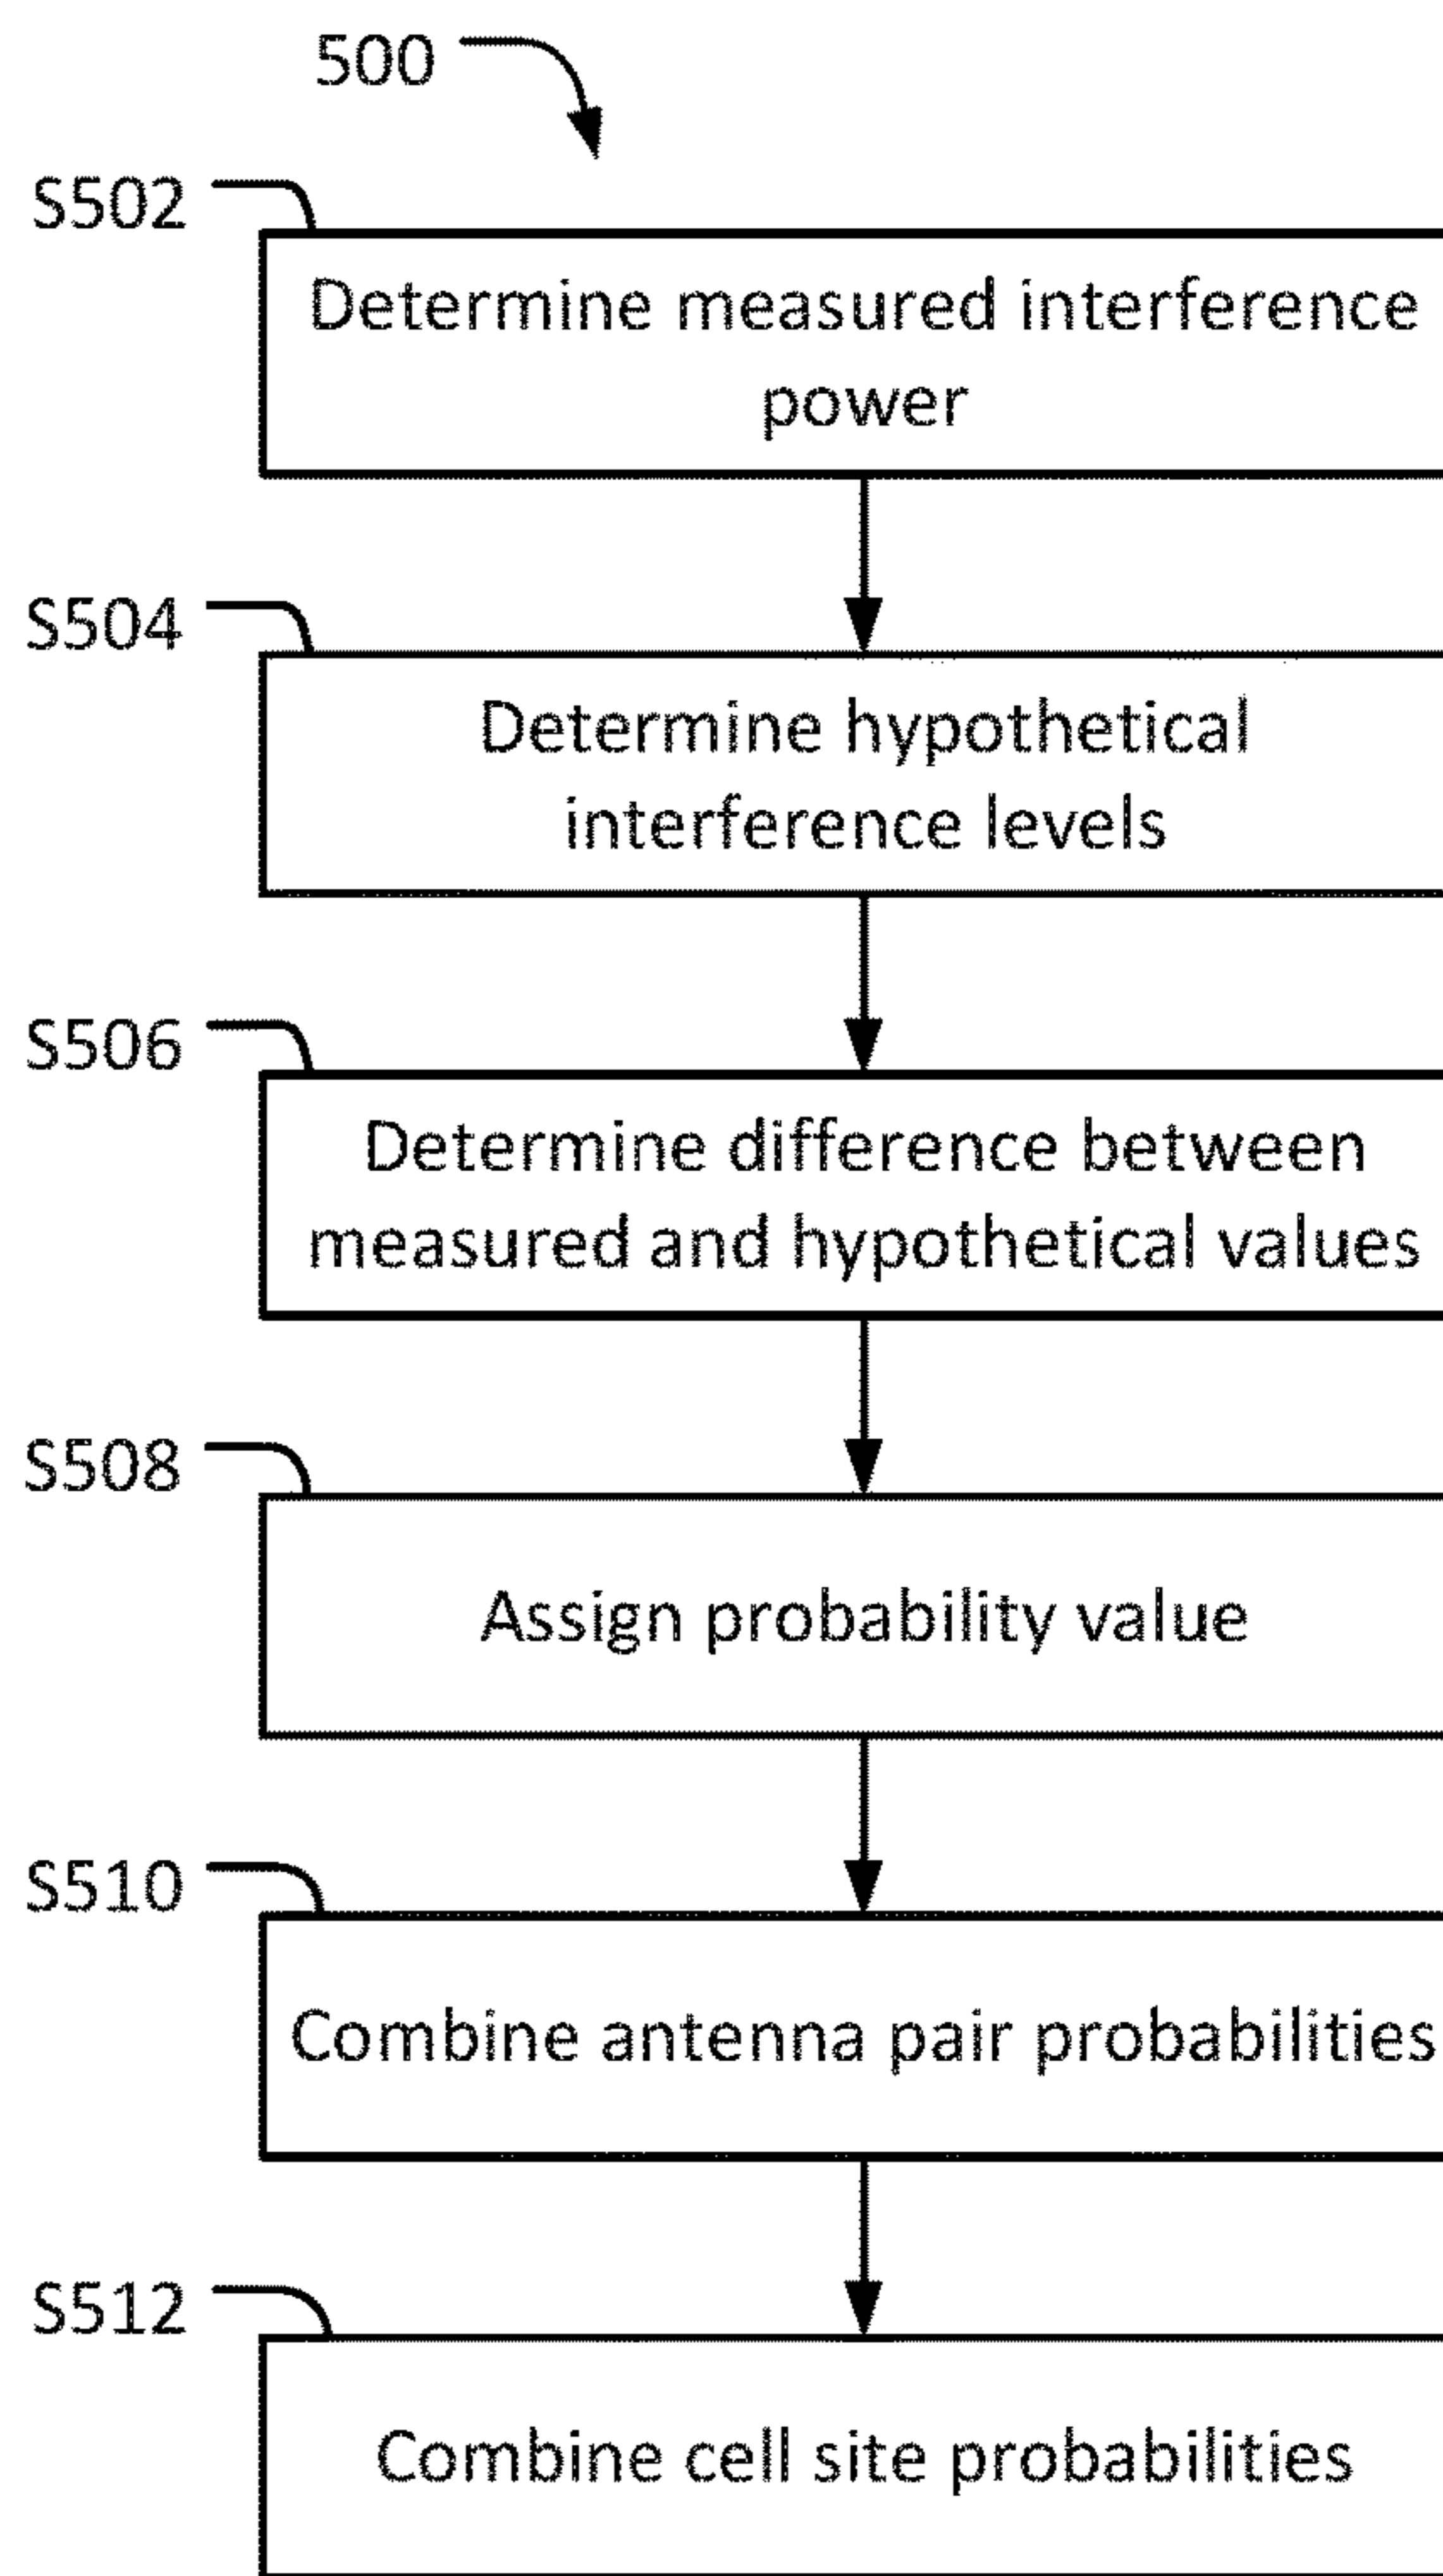 500
S502
Determine measured interference
power
S504
Determine hypothetical
interference levels
S506
Determine difference between
measured and hypothetical values
S508
Assign probability value
S510
Combine antenna pair probabilities
S512
Combine cell site probabilities